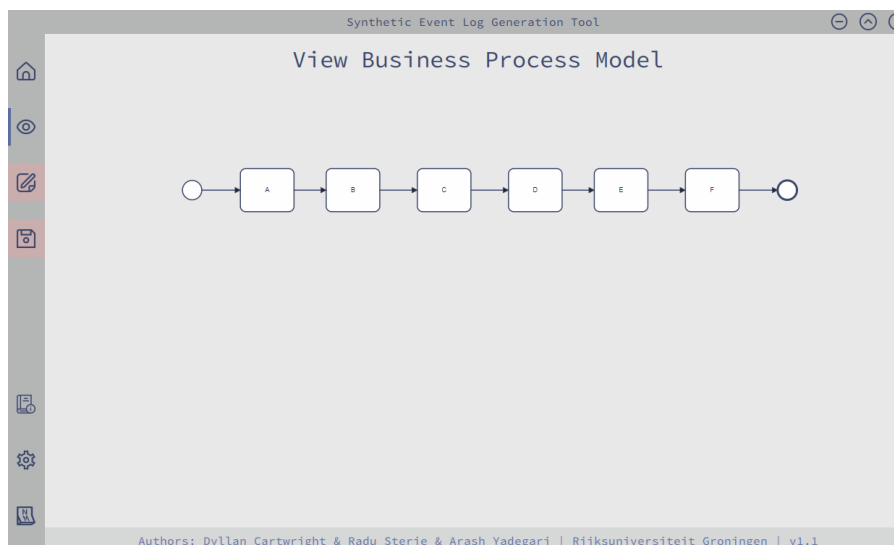 Synthetic Event Log Generation Tool
View Business Process Model
A B C D E F
Authors: Dyllan Cartwright & Radu Sterie & Arash Yadegari | Rijksuniversiteit Groningen | v1.1